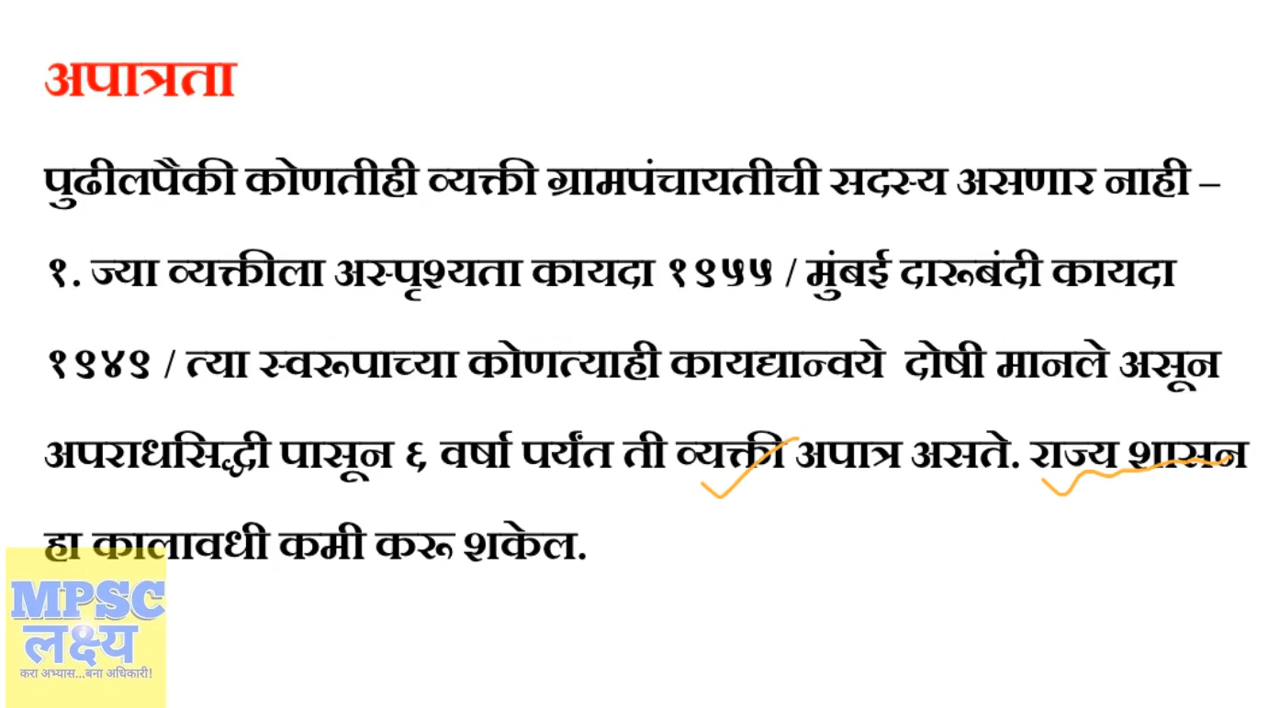 अपात्रता
पुढीलपैकी कोणतीही व्यक्ती ग्रामपंचायतीची सदस्य असणार नाही –
१. ज्या व्यक्तीला अस्पृश्यता कायदा १९५५ / मुंबई दारूबंदी कायदा
१९४९ / त्या स्वरूपाच्या कोणत्याही कायद्यान्वये दोषी मानले असून
अपराधसिद्धी पासून ६ वर्षा पर्यंत ती व्यक्ती अपात्र असते. राज्य शासन
हा कालावधी कमी करू शकेल.
MPSC
लक्ष्य
करा अभ्यास...बना अधिकारी!